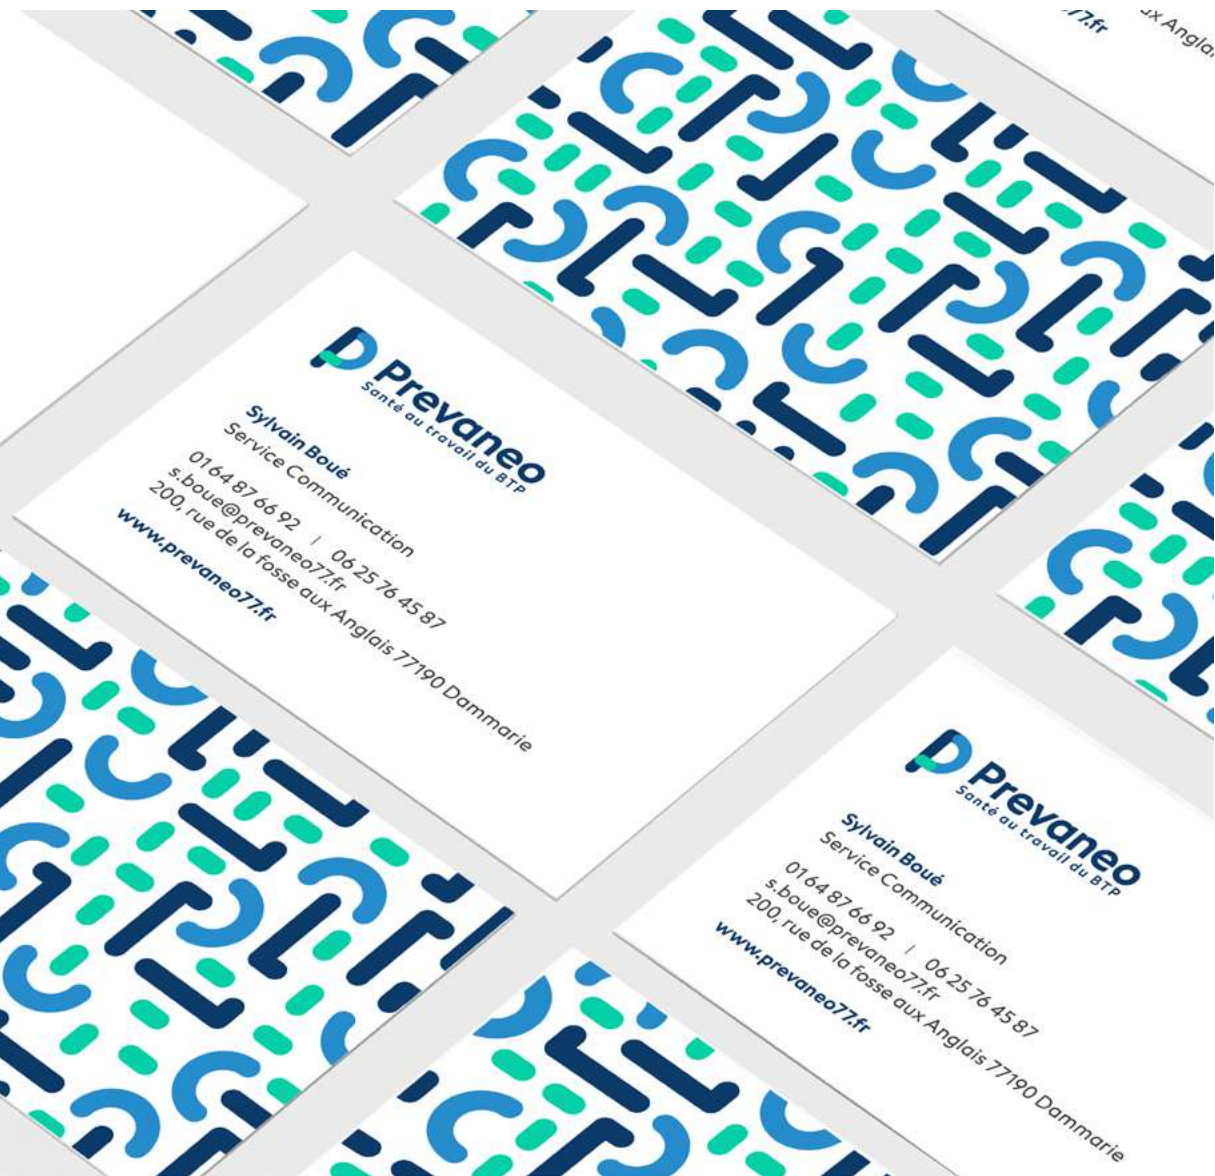 77.fr
x Angla
Prevaneo
Santé au travail du BTP
Sylvain Boué
Service Communication
01 64 87 66 92 | 06 25 76 45 87
s.boue@prevaneo77.fr
200, rue de la fosse aux Anglais 77190 Dammarie
www.prevaneo77.fr
Prevaneo
Santé au travail du BTP
Sylvain Boué
Service Communication
01 64 87 66 92 | 06 25 76 45 87
s.boue@prevaneo77.fr
200, rue de la fosse aux Anglais 77190 Dammarie
www.prevaneo77.fr